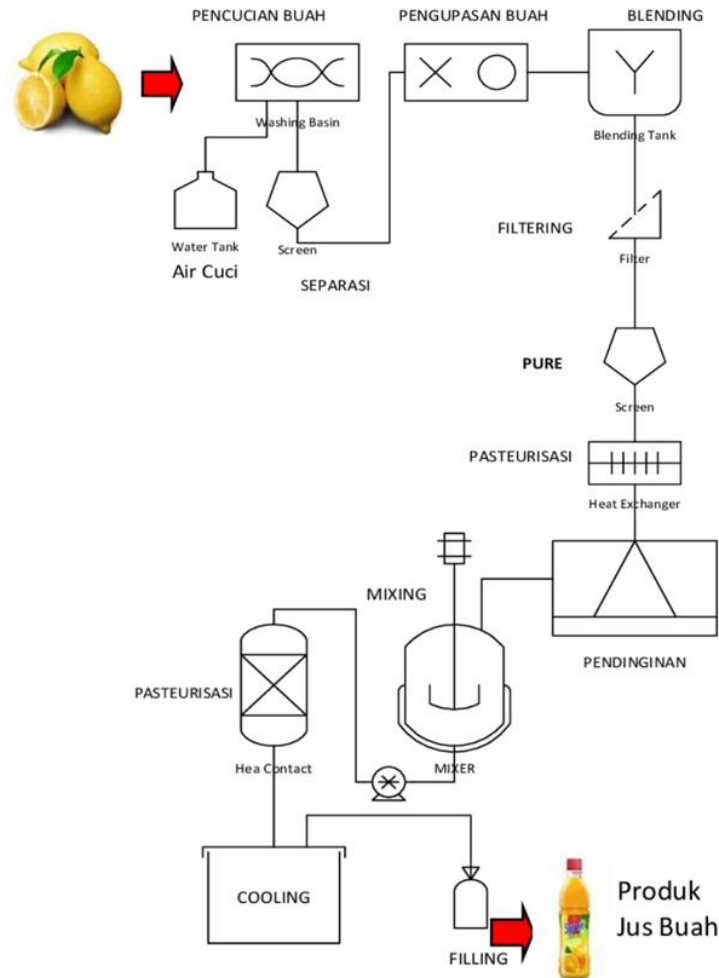 PENCUCIAN BUAH
PENGUPASAN BUAH
BLENDING
Washing Basin
Blending Tank
Water Tank
Air Cuci
Screen
SEPARASI
FILTERING
Filter
PURE
Screen
PASTEURISASI
Heat Exchanger
MIXING
PENDINGINAN
PASTEURISASI
Hea Contact
MIXER
COOLING
FILLING
Produk
Jus Buah